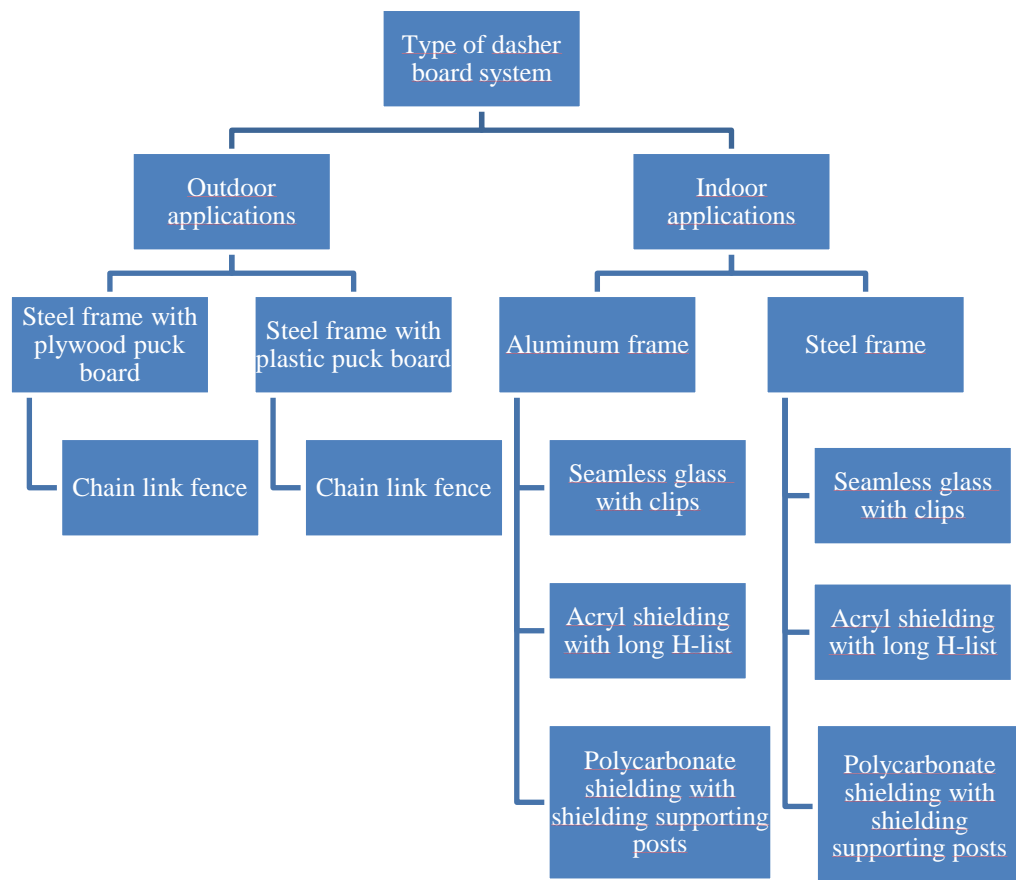 Type of dasher
board system
Outdoor
applications
Indoor
applications
Steel frame with
plywood puck
board
Steel frame with
plastic puck board
Aluminum frame
Steel frame
Chain link fence
Chain link fence
Seamless glass
with clips
Seamless glass
with clips
Acryl shielding
with long H-list
Acryl shielding
with long H-list
Polycarbonate
shielding with
shielding supporting
posts
Polycarbonate
shielding with
shielding
supporting posts